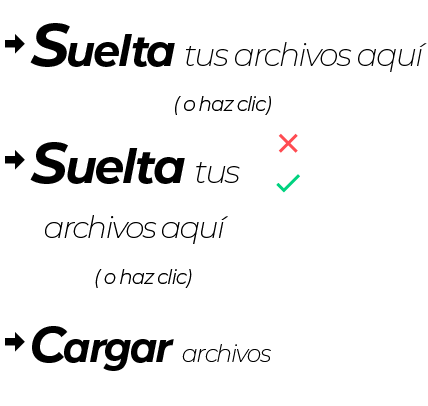 Suelta tus archivos aquí
( o haz clic)
Suelta tus
archivos aquí
( o haz clic)
Cargar archivos